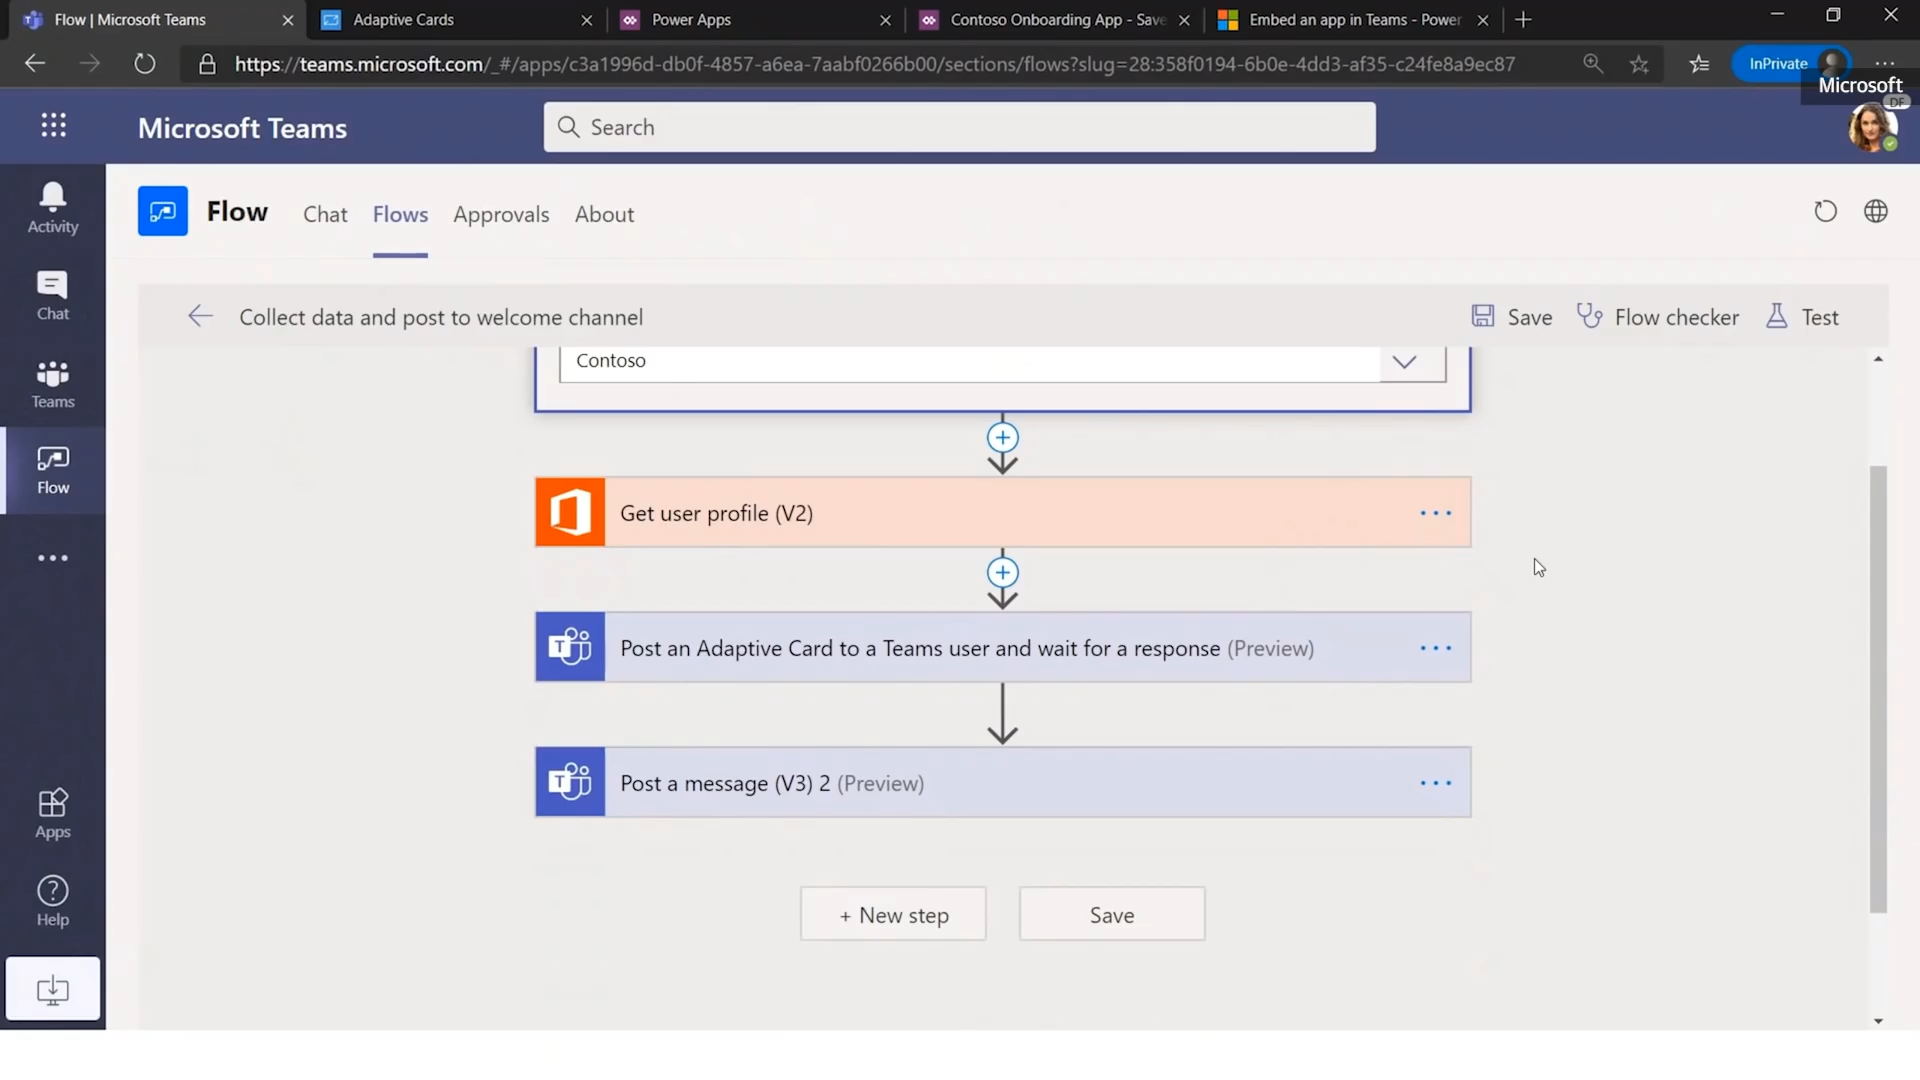 Flow | Microsoft Teams
Adaptive Cards
Power Apps
Contoso Onboarding App - Save
Embed an app in Teams - Power
https://teams.microsoft.com/_#/apps/c3a1996d-db0f-4857-a6ea-7aabf0266b00/sections/flows?slug=28:358f0194-6b0e-4dd3-af35-c24fe8a9ec87
InPrivate
Microsoft
Microsoft Teams
Search
DF
Activity
Chat
Teams
Flow
Apps
Help
Flow
Chat
Flows
Approvals
About
Collect data and post to welcome channel
Save
Flow checker
Test
Contoso
Get user profile (V2)
Post an Adaptive Card to a Teams user and wait for a response (Preview)
Post a message (V3) 2 (Preview)
+ New step
Save